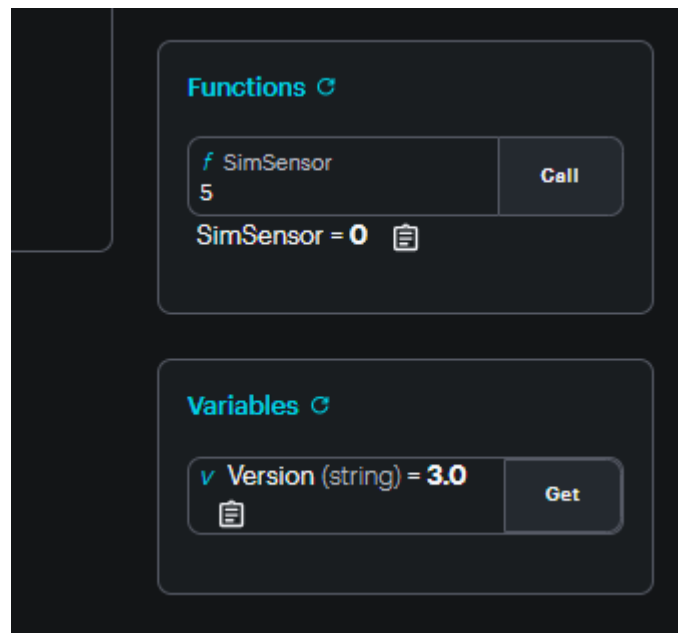 Functions
f SimSensor
5
Call
SimSensor = 0
Variables
v Version (string) = 3.0
Get